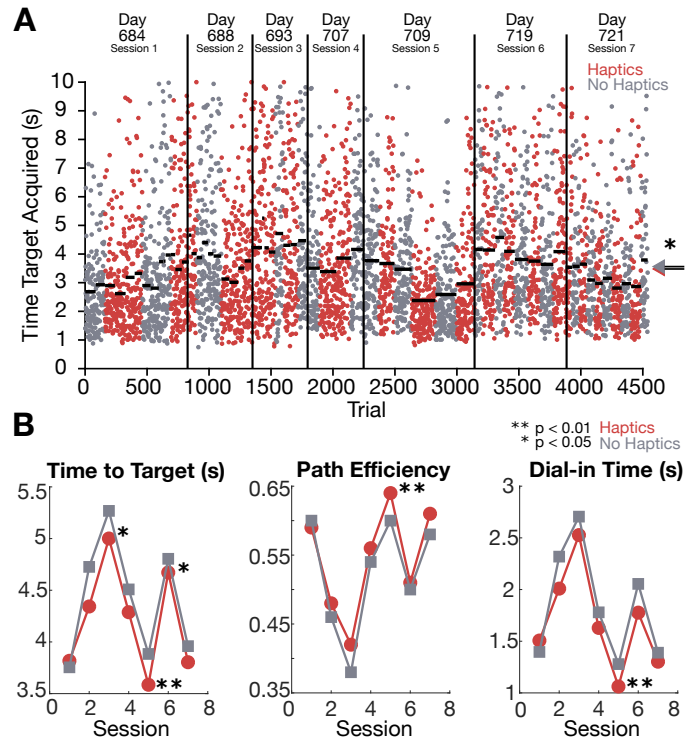 A
Day Day Day Day Day Day Day
684 688 693 707 709 719 721
Session 1 Session 2 Session 3 Session 4 Session 5 Session 6 Session 7
Haptics
No Haptics
Time Target Acquired (s)
10
9
8
7
6
5
4
3
2
1
0
*
0 500 1000 1500 2000 2500 3000 3500 4000 4500
Trial
B
** p < 0.01 Haptics
* p < 0.05 No Haptics
Time to Target (s)
5.5
5
4.5
4
3.5
*
*
**
0 2 4 6 8
Session
Path Efficiency
0.65
0.55
0.45
0.35
**
0 2 4 6 8
Session
Dial-in Time (s)
3
2.5
2
1.5
1
**
0 2 4 6 8
Session